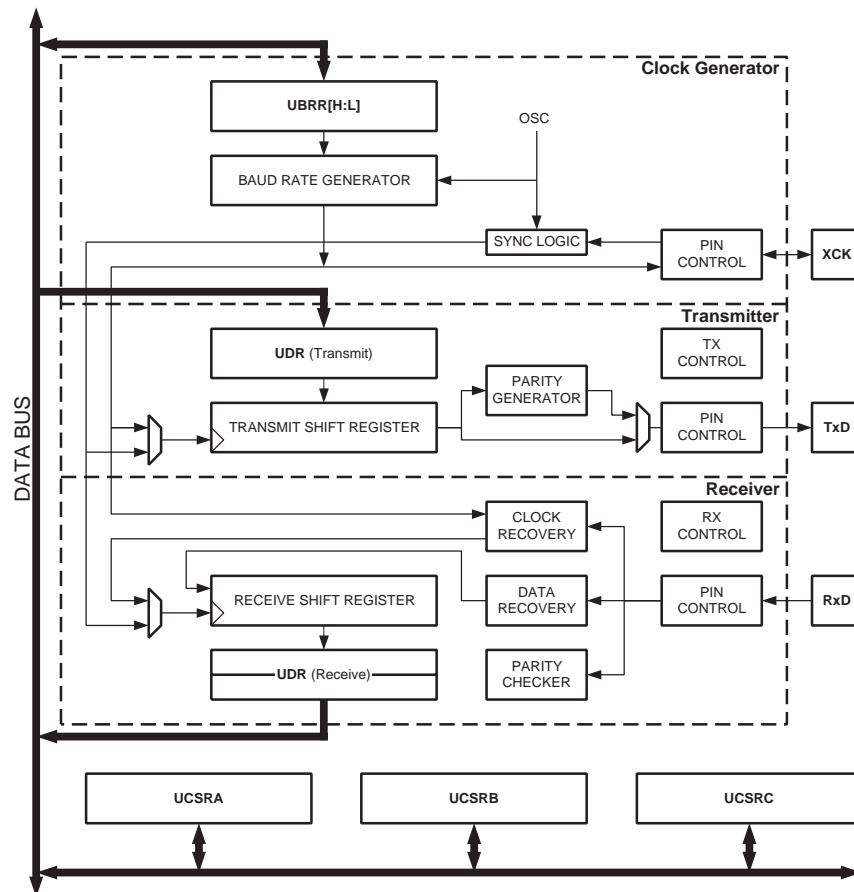 Clock Generator
UBRR[H:L]
OSC
BAUD RATE GENERATOR
SYNC LOGIC
PIN
CONTROL
XCK
Transmitter
UDR (Transmit)
TX
CONTROL
PARITY
GENERATOR
TRANSMIT SHIFT REGISTER
PIN
CONTROL
TxD
DATA BUS
Receiver
CLOCK
RECOVERY
RX
CONTROL
RECEIVE SHIFT REGISTER
DATA
RECOVERY
PIN
CONTROL
RxD
UDR (Receive)
PARITY
CHECKER
UCSRA
UCSRB
UCSRC